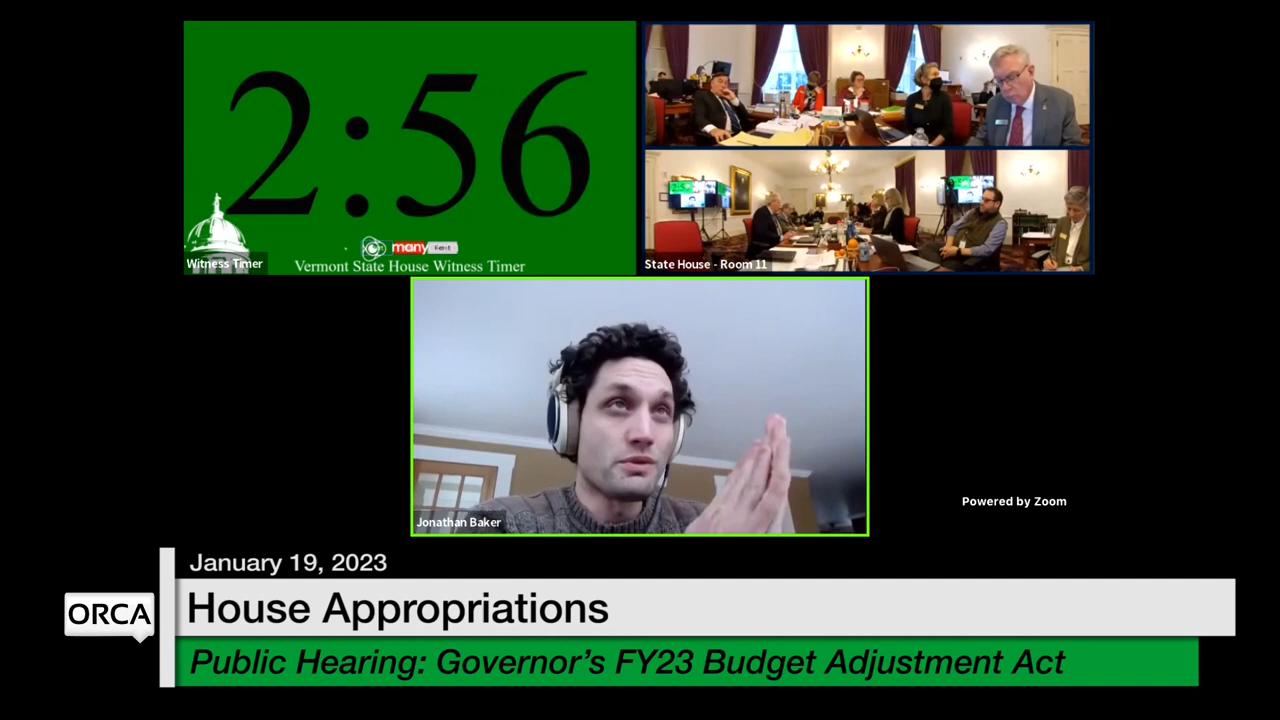 2:56
many
Witness Timer
Vermont State House Witness Timer
State House - Room 11
Jonathan Baker
Powered by Zoom
January 19, 2023
ORCA
House Appropriations
Public Hearing: Governor's FY23 Budget Adjustment Act